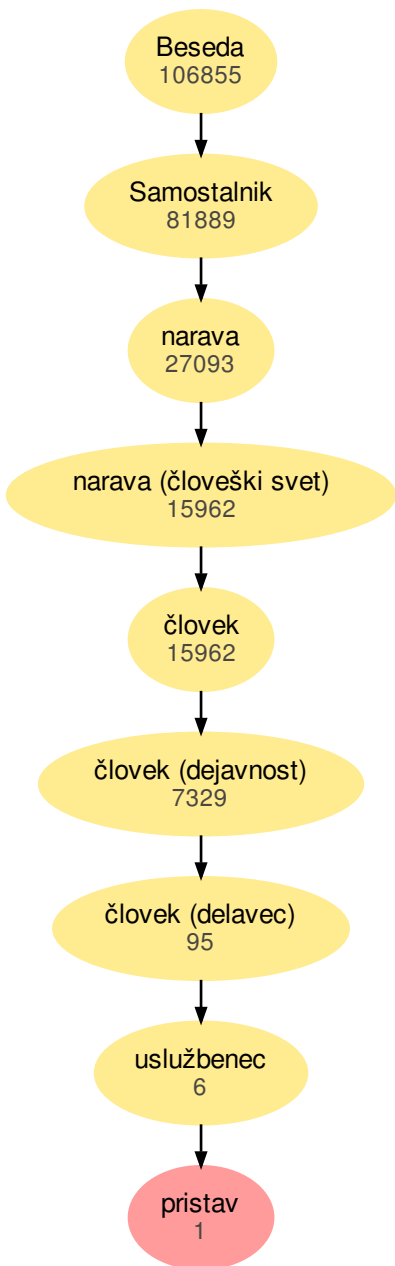 Beseda
106855
Samostalnik
81889
narava
27093
narava (človeški svet)
15962
človek
15962
človek (dejavnost)
7329
človek (delavec)
95
uslužbenec
6
pristav
1